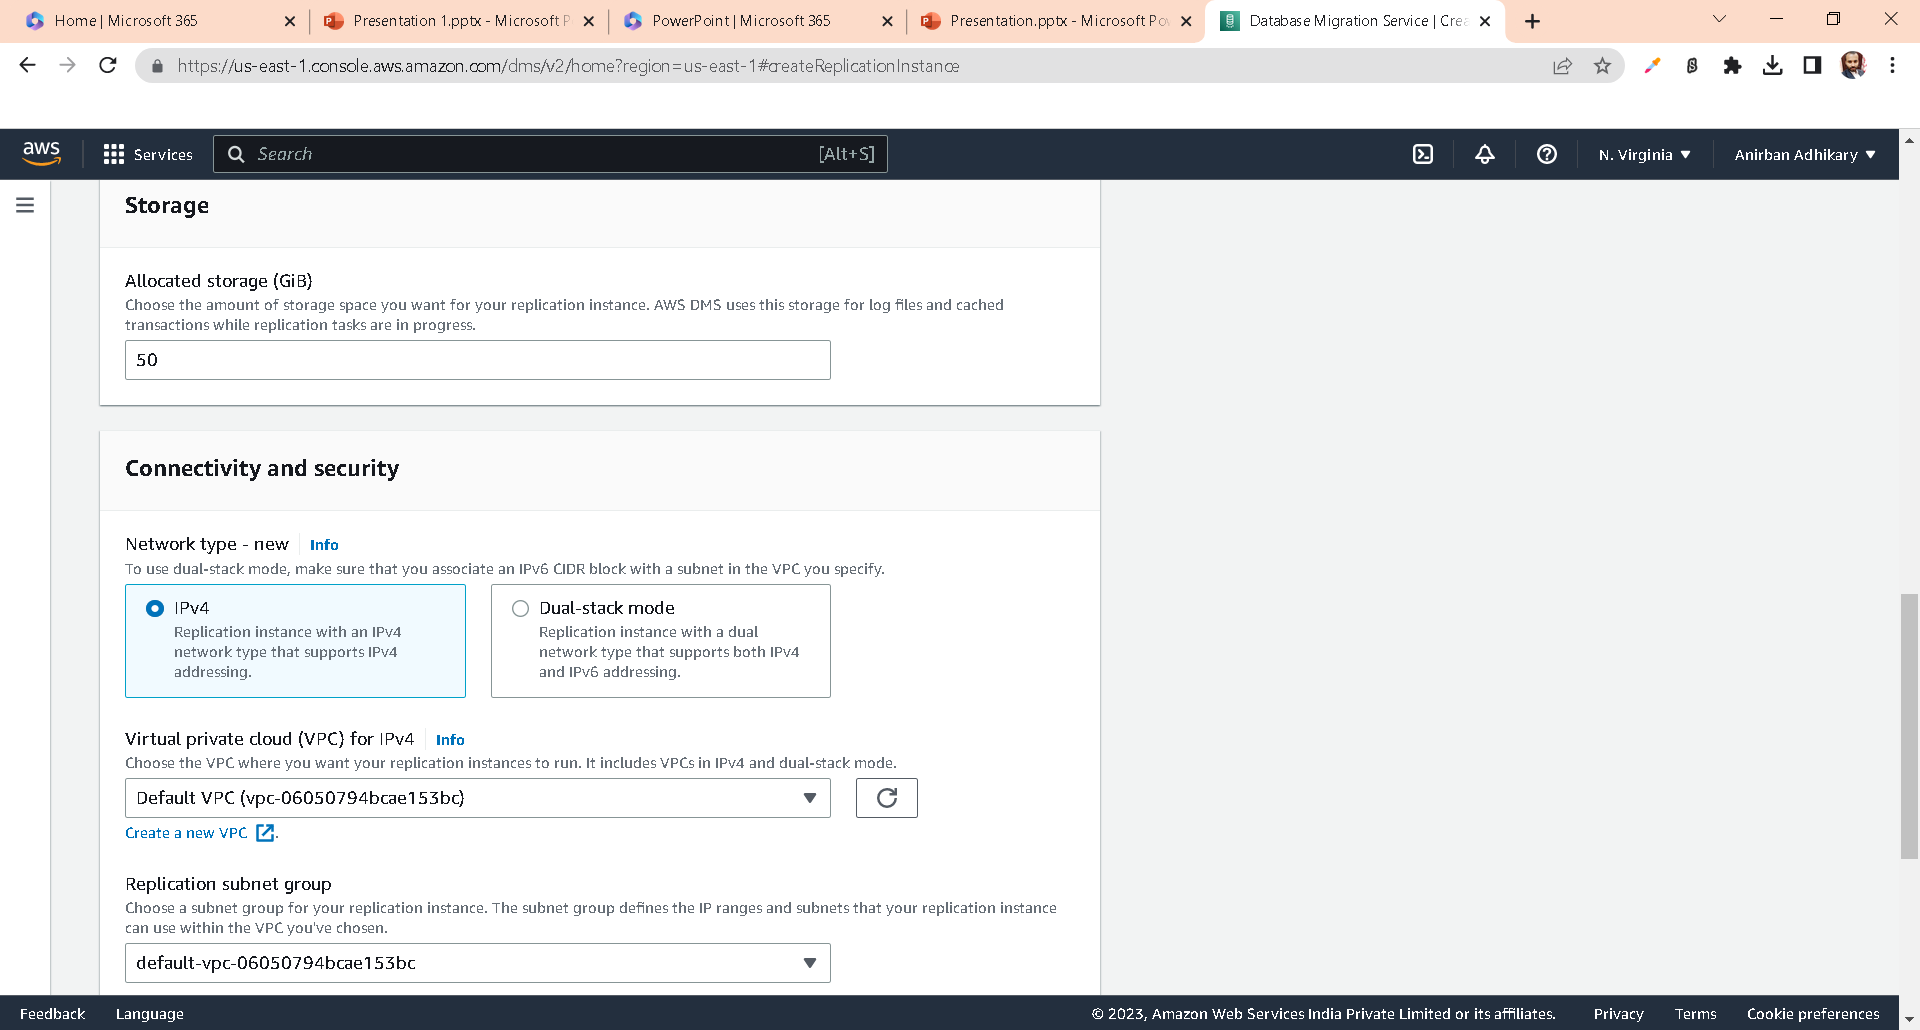 Home | Microsoft 365
Presentation 1.pptx - Microsoft P
PowerPoint | Microsoft 365
Presentation.pptx - Microsoft Po
Database Migration Service | Crea
https://us-east-1.console.aws.amazon.com/dms/v2/home?region=us-east-1#createReplicationInstance
aws
Services
Search
[Alt+S]
N. Virginia
Anirban Adhikary
Storage
Allocated storage (GiB)
Choose the amount of storage space you want for your replication instance. AWS DMS uses this storage for log files and cached
transactions while replication tasks are in progress.
50
Connectivity and security
Network type - new
Info
To use dual-stack mode, make sure that you associate an IPv6 CIDR block with a subnet in the VPC you specify.
IPv4
Replication instance with an IPv4
network type that supports IPv4
addressing.
Dual-stack mode
Replication instance with a dual
network type that supports both IPv4
and IPv6 addressing.
Virtual private cloud (VPC) for IPv4
Info
Choose the VPC where you want your replication instances to run. It includes VPCs in IPv4 and dual-stack mode.
Default VPC (vpc-06050794bcae153bc)
Create a new VPC .
Replication subnet group
Choose a subnet group for your replication instance. The subnet group defines the IP ranges and subnets that your replication instance
can use within the VPC you've chosen.
default-vpc-06050794bcae153bc
Feedback
Language
© 2023, Amazon Web Services India Private Limited or its affiliates.
Privacy
Terms
Cookie preferences